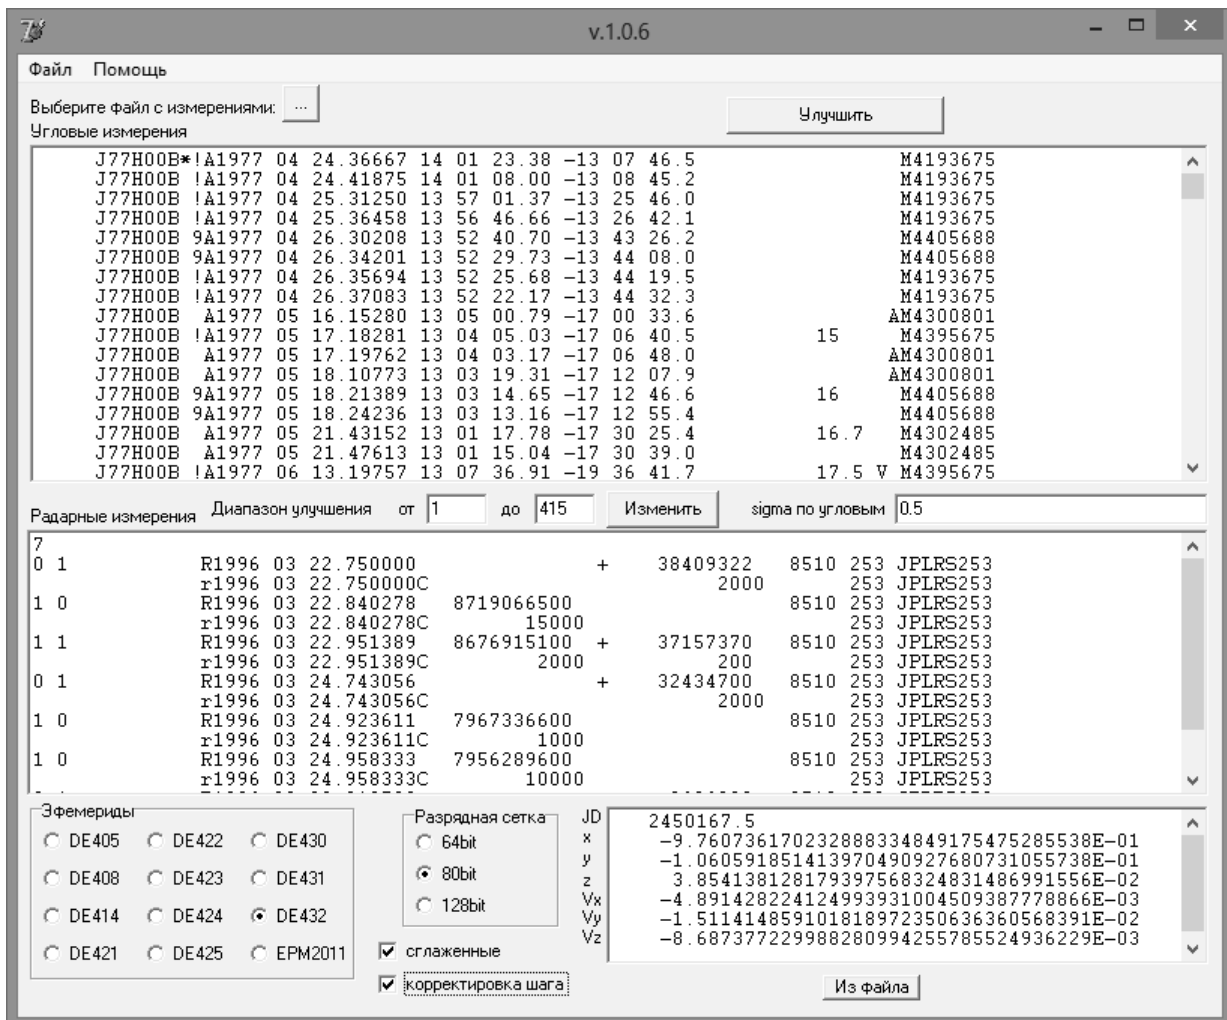 v.1.0.6
Файл Помощь
Выберите файл с измерениями: ...
Улучшить
Угловые измерения
J77H00B*!A1977 04 24.36667 14 01 23.38 -13 07 46.5 M4193675
J77H00B !A1977 04 24.41875 14 01 08.00 -13 08 45.2 M4193675
J77H00B !A1977 04 25.31250 13 57 01.37 -13 25 46.0 M4193675
J77H00B !A1977 04 25.36458 13 56 46.66 -13 26 42.1 M4193675
J77H00B 9A1977 04 26.30208 13 52 40.70 -13 43 26.2 M4405688
J77H00B 9A1977 04 26.34201 13 52 29.73 -13 44 08.0 M4405688
J77H00B !A1977 04 26.35694 13 52 25.68 -13 44 19.5 M4193675
J77H00B !A1977 04 26.37083 13 52 22.17 -13 44 32.3 M4193675
J77H00B A1977 05 16.15280 13 05 00.79 -17 00 33.6 AM4300801
J77H00B !A1977 05 17.18281 13 04 05.03 -17 06 40.5 15 M4395675
J77H00B A1977 05 17.19762 13 04 03.17 -17 06 48.0 AM4300801
J77H00B A1977 05 18.10773 13 03 19.31 -17 12 07.9 AM4300801
J77H00B 9A1977 05 18.21389 13 03 14.65 -17 12 46.6 16 M4405688
J77H00B 9A1977 05 18.24236 13 03 13.16 -17 12 55.4 M4405688
J77H00B A1977 05 21.43152 13 01 17.78 -17 30 25.4 16.7 M4302485
J77H00B A1977 05 21.47613 13 01 15.04 -17 30 39.0 M4302485
J77H00B !A1977 06 13.19757 13 07 36.91 -19 36 41.7 17.5 V M4395675
Радарные измерения Диапазон улучшения от 1 до 415 Изменить sigma по угловым 0.5
7
0 1 R1996 03 22.750000 + 38409322 8510 253 JPLRS253
r1996 03 22.750000C 2000 253 JPLRS253
1 0 R1996 03 22.840278 8719066500 8510 253 JPLRS253
r1996 03 22.840278C 15000 253 JPLRS253
1 1 R1996 03 22.951389 8676915100 + 37157370 8510 253 JPLRS253
r1996 03 22.951389C 2000 200 253 JPLRS253
0 1 R1996 03 24.743056 + 32434700 8510 253 JPLRS253
r1996 03 24.743056C 2000 253 JPLRS253
1 0 R1996 03 24.923611 7967336600 8510 253 JPLRS253
r1996 03 24.923611C 1000 253 JPLRS253
1 0 R1996 03 24.958333 7956289600 8510 253 JPLRS253
r1996 03 24.958333C 10000 253 JPLRS253
Эфемериды
DE405 DE422 DE430
DE408 DE423 DE431
DE414 DE424 DE432
DE421 DE425 EPM2011
Разрядная сетка
64bit
80bit
128bit
сглаженные
корректировка шага
JD 2450167.5
x -9.760736170232888334849175475285538E-01
y -1.060591851413970490927680731055738E-01
z 3.854138128179397568324831486991556E-02
Vx -4.891428224124993931004509387778866E-03
Vy -1.511414859101818972350636360568391E-02
Vz -8.687377229988280994255785524936229E-03
Из файла